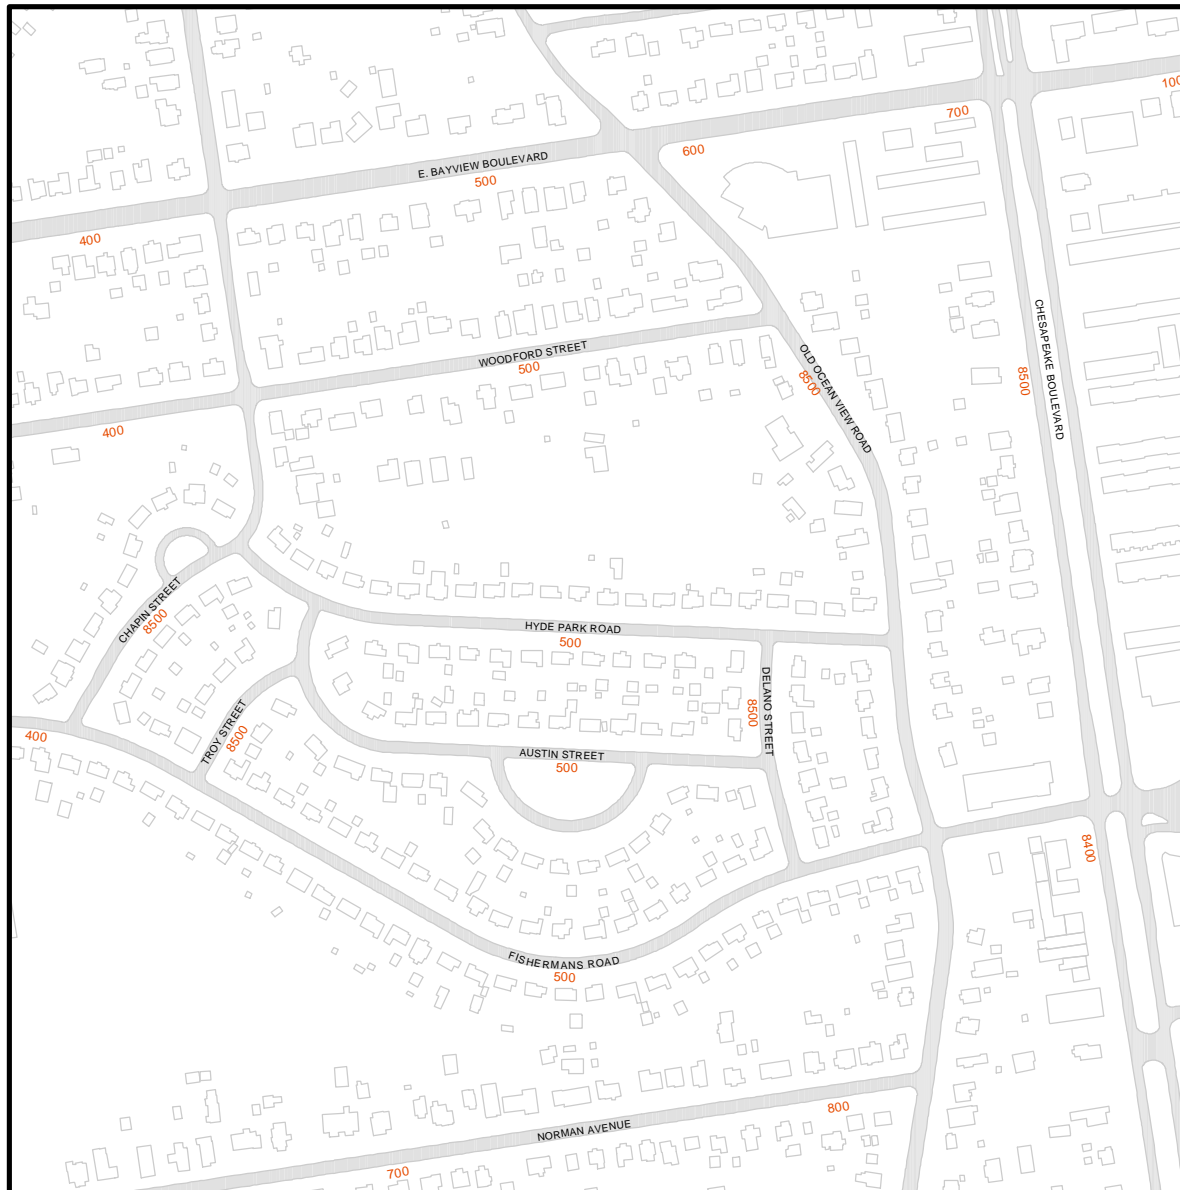 100
700
600
E. BAYVIEW BOULEVARD
500
400
CHESAPEAKE BOULEVARD
8500
OLD OCEAN VIEW ROAD
8500
WOODFORD STREET
500
400
CHAPIN STREET
8500
HYDE PARK ROAD
500
DELANO STREET
8500
TROY STREET
8500
400
AUSTIN STREET
500
8400
FISHERMANS ROAD
500
800
NORMAN AVENUE
700